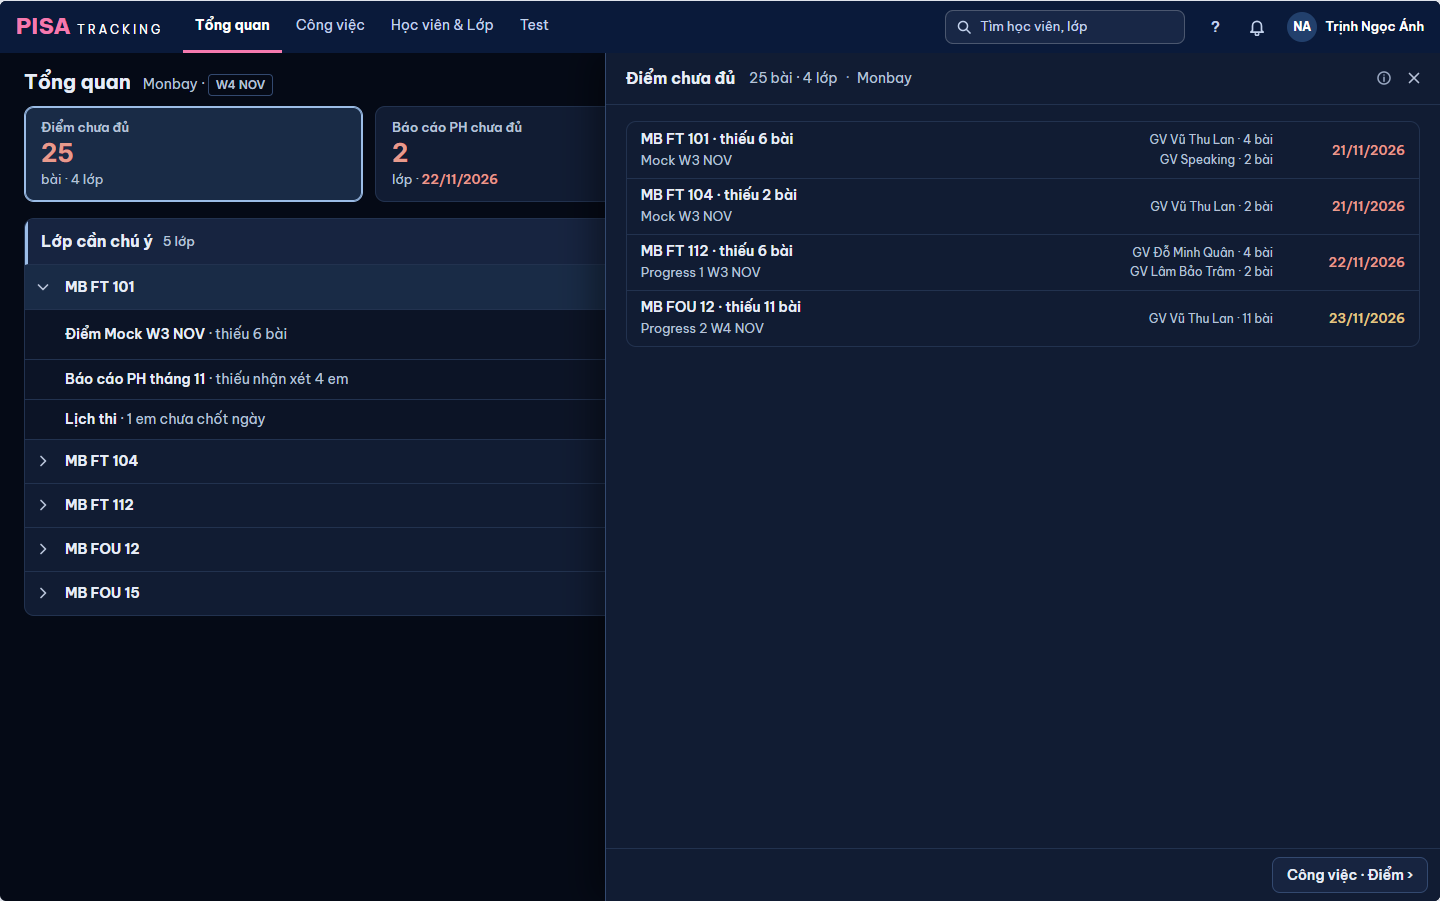 PISA TRACKING
Tổng quan
Công việc
Học viên & Lớp
Test
Tìm học viên, lớp
?
NA
Trịnh Ngọc Ánh
Tổng quan Monbay · W4 NOV
Điểm chưa đủ
25
bài · 4 lớp
Báo cáo PH chưa đủ
2
lớp · 22/11/2026
Lớp cần chú ý 5 lớp
MB FT 101
Điểm Mock W3 NOV · thiếu 6 bài
Báo cáo PH tháng 11 · thiếu nhận xét 4 em
Lịch thi · 1 em chưa chốt ngày
MB FT 104
MB FT 112
MB FOU 12
MB FOU 15
Điểm chưa đủ 25 bài · 4 lớp · Monbay
MB FT 101 · thiếu 6 bài
Mock W3 NOV
GV Vũ Thu Lan · 4 bài
GV Speaking · 2 bài
21/11/2026
MB FT 104 · thiếu 2 bài
Mock W3 NOV
GV Vũ Thu Lan · 2 bài
21/11/2026
MB FT 112 · thiếu 6 bài
Progress 1 W3 NOV
GV Đỗ Minh Quân · 4 bài
GV Lâm Bảo Trâm · 2 bài
22/11/2026
MB FOU 12 · thiếu 11 bài
Progress 2 W4 NOV
GV Vũ Thu Lan · 11 bài
23/11/2026
Công việc · Điểm ›